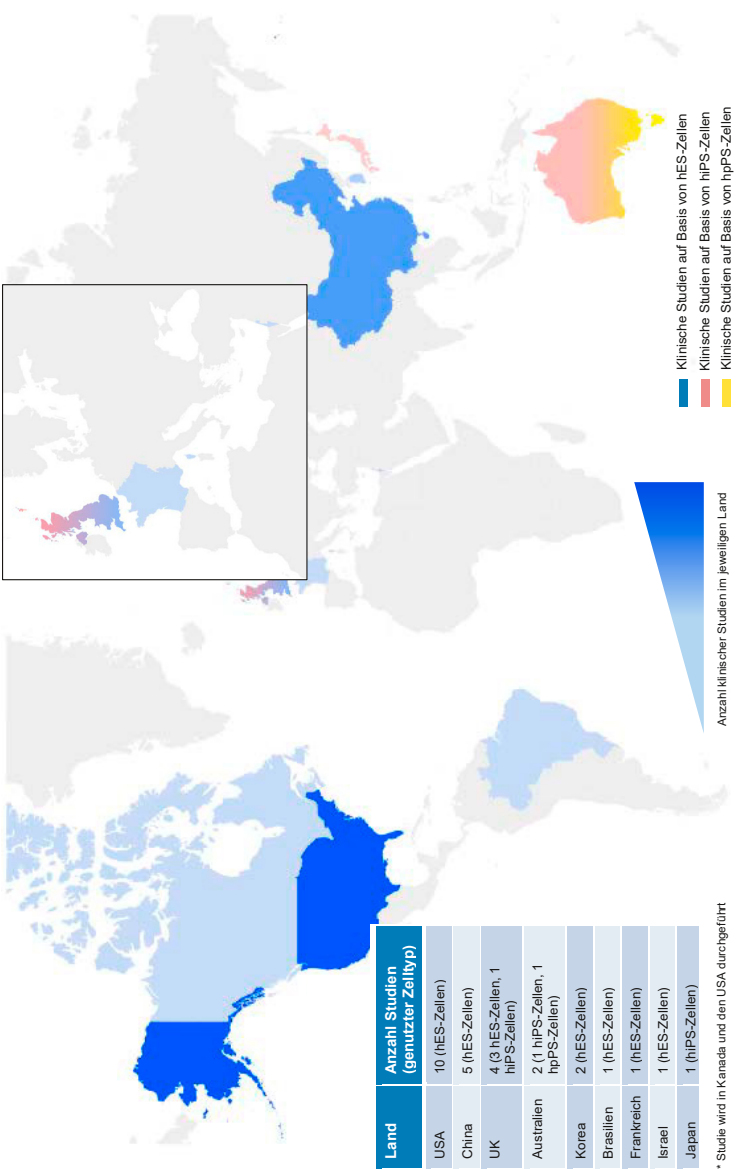 Land Anzahl Studien
(genutzter Zelltyp)
USA 10 (hES-Zellen)
China 5 (hES-Zellen)
UK 4 (3 hES-Zellen, 1
hiPS-Zellen)
Australien 2 (1 hiPS-Zellen, 1
hpPS-Zellen)
Korea 2 (hES-Zellen)
Brasilien 1 (hES-Zellen)
Frankreich 1 (hES-Zellen)
Israel 1 (hES-Zellen)
Japan 1 (hiPS-Zellen)
* Studie wird in Kanada und den USA durchgeführt
Anzahl klinischer Studien im jeweiligen Land
Klinische Studien auf Basis von hES-Zellen
Klinische Studien auf Basis von hiPS-Zellen
Klinische Studien auf Basis von hpPS-Zellen